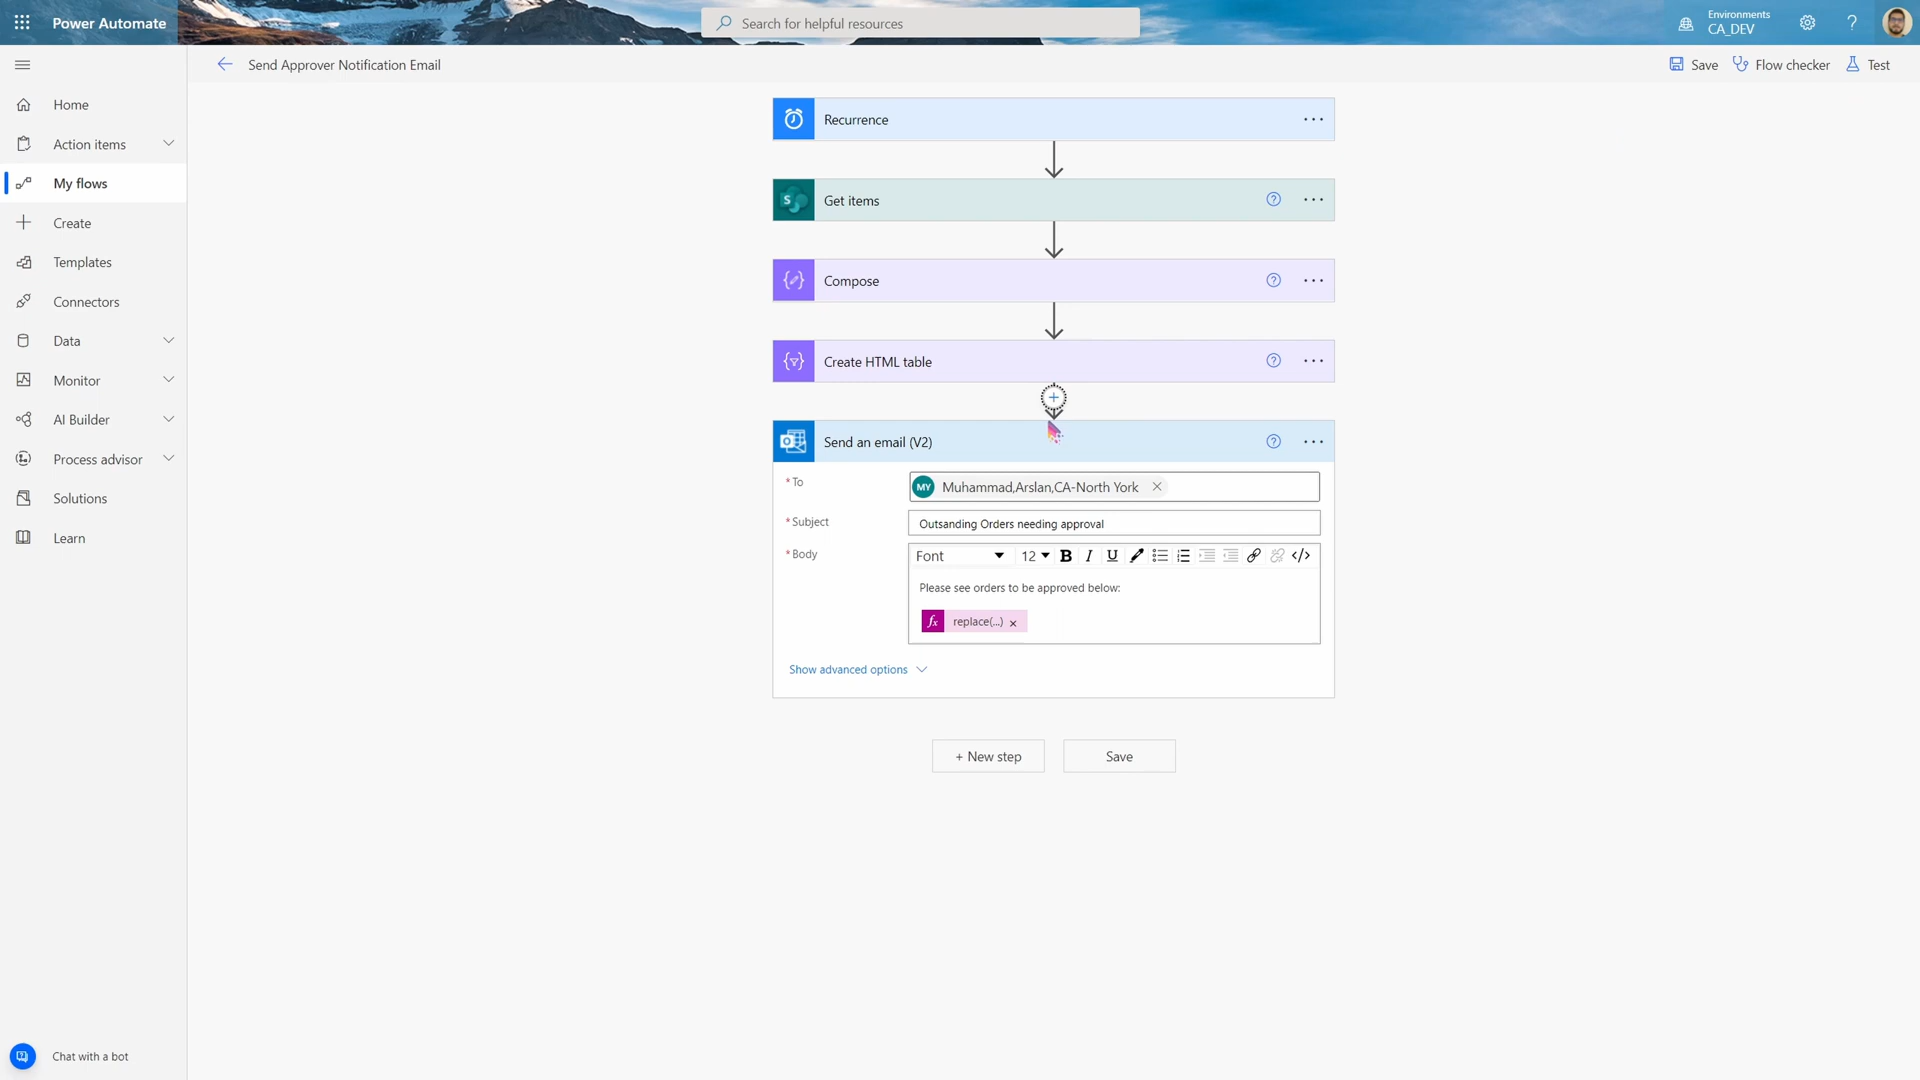 Power Automate
Search for helpful resources
Environments
CA_DEV
Send Approver Notification Email
Save
Flow checker
Test
Home
Action items
My flows
Create
Templates
Connectors
Data
Monitor
AI Builder
Process advisor
Solutions
Learn
Chat with a bot
Recurrence
Get items
Compose
Create HTML table
Send an email (V2)
* To
MY Muhammad,Arslan,CA-North York
* Subject
Outsanding Orders needing approval
* Body
Font 12 B I U </>
Please see orders to be approved below:
fx replace(...) ×
Show advanced options
+ New step
Save